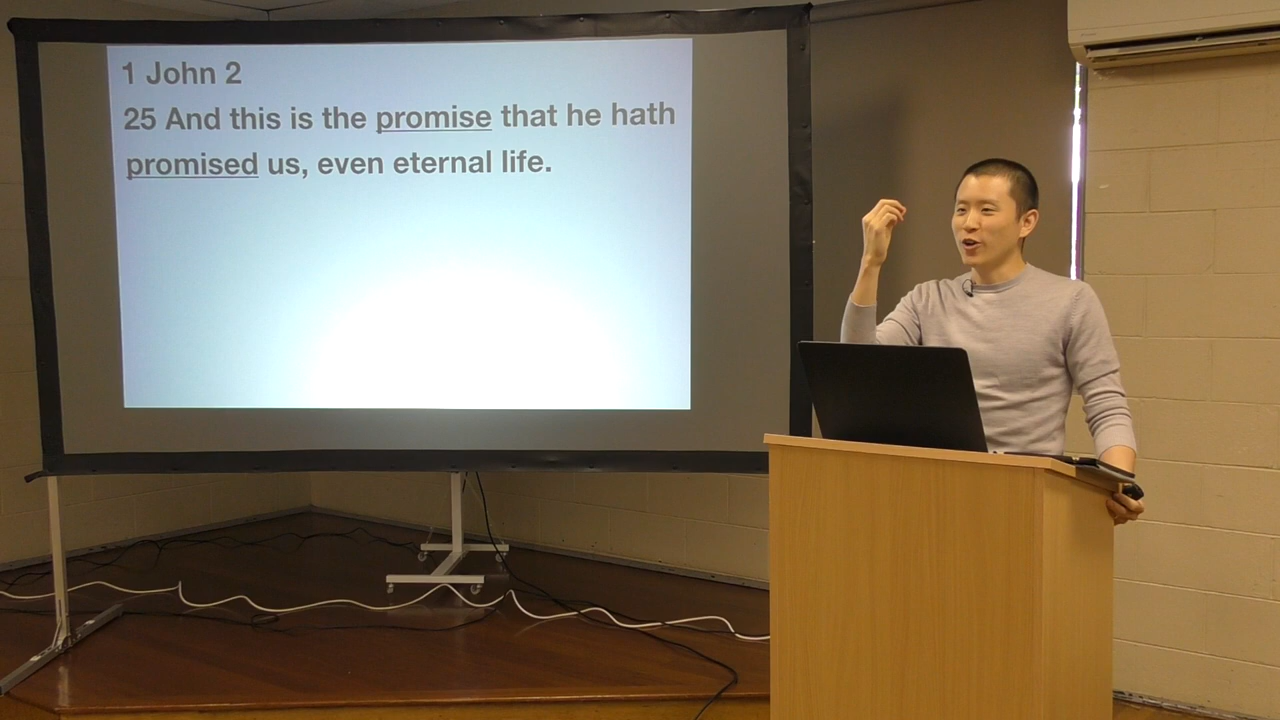 1 John 2
25 And this is the promise that he hath
promised us, even eternal life.